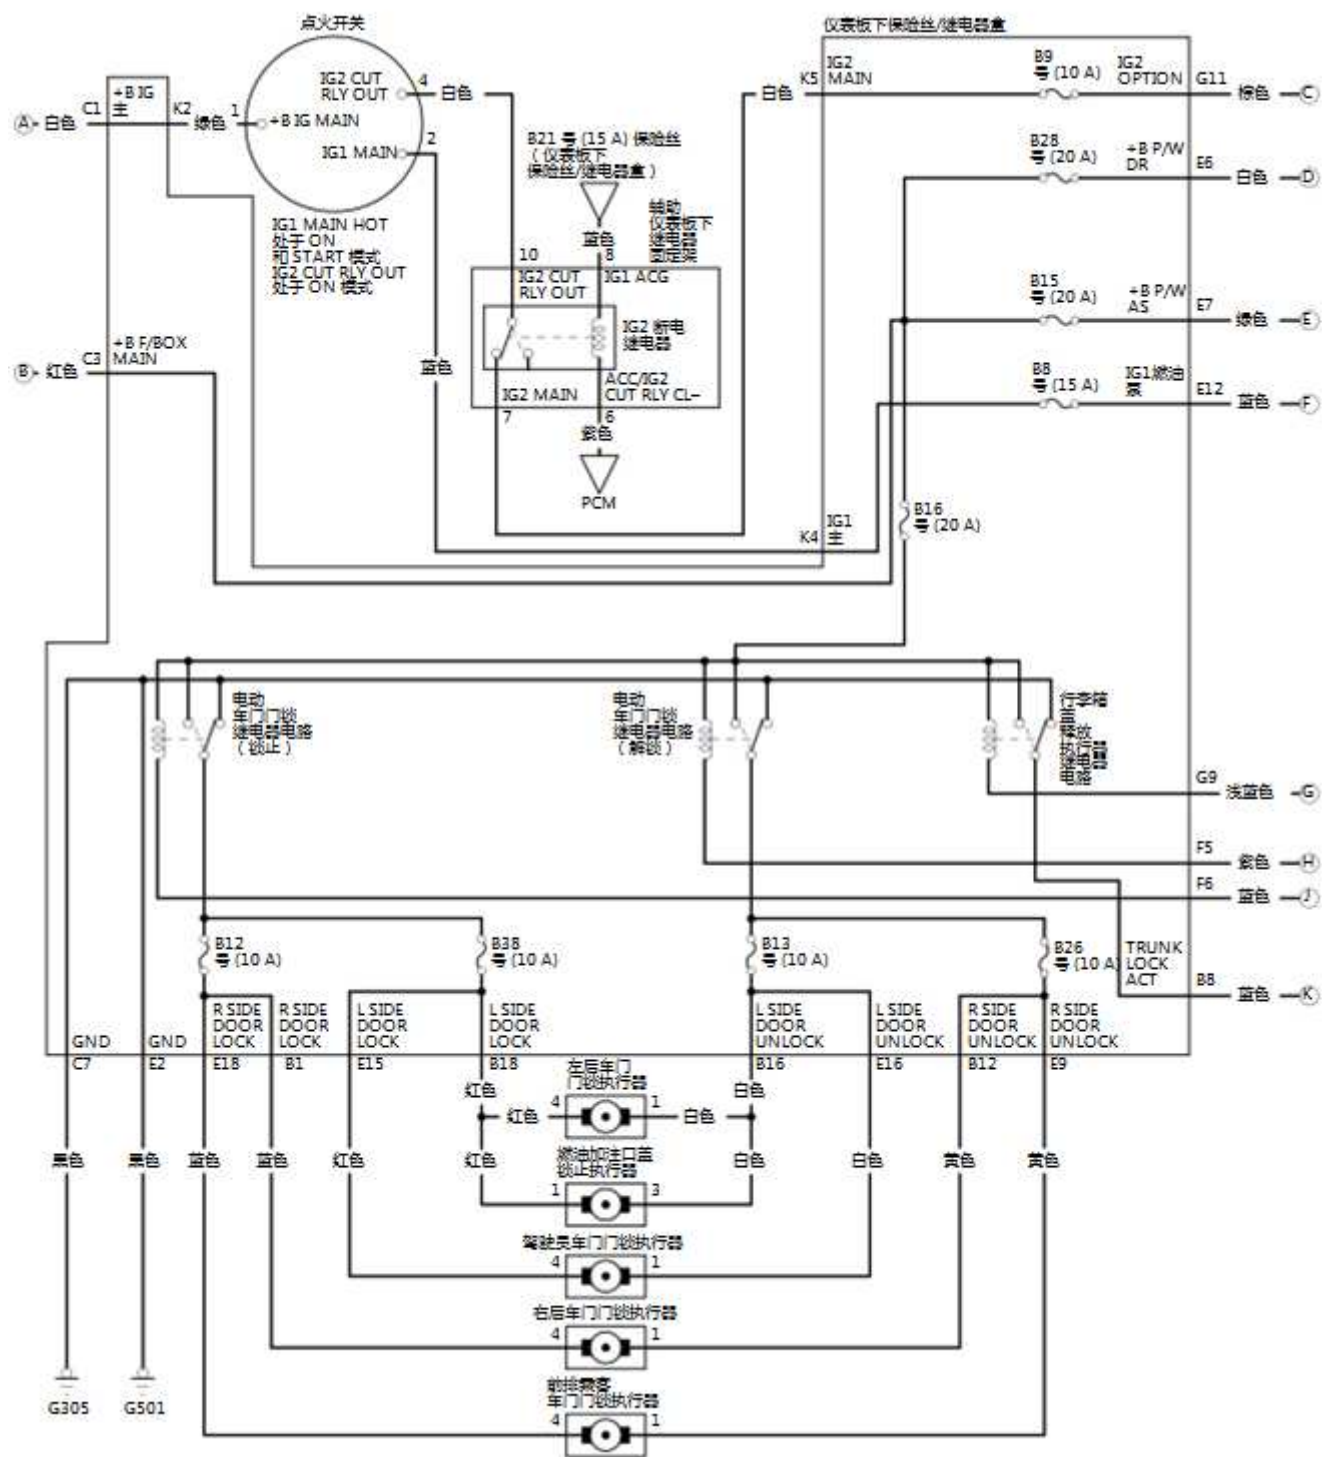 点火开关
仪表板下保险丝/继电器盒
+B IG
主
C1
K2
A
白色
绿色
1
+B IG MAIN
IG2 CUT
RLY OUT
4
白色
IG1 MAIN
2
IG1 MAIN HOT
处于 ON
和 START 模式
IG2 CUT RLY OUT
处于 ON 模式
B21 号 (15 A) 保险丝
（仪表板下
保险丝/继电器盒）
蓝色
辅助
仪表板下
继电器
固定架
10
8
IG2 CUT
RLY OUT
IG1 ACG
IG2 断电
继电器
IG2 MAIN
ACC/IG2
CUT RLY CL−
7
6
紫色
PCM
蓝色
白色
K5
IG2
MAIN
B9
号 (10 A)
IG2
OPTION
G11
棕色
C
B28
号 (20 A)
+B P/W
DR
E6
白色
D
B15
号 (20 A)
+B P/W
AS
E7
绿色
E
B8
号 (15 A)
IG1燃油
泵
E12
蓝色
F
B
红色
C3
+B F/BOX
MAIN
K4
IG1
主
B16
号 (20 A)
电动
车门门锁
继电器电路
（锁止）
电动
车门门锁
继电器电路
（解锁）
行李箱
盖
释放
执行器
继电器
电路
G9
浅蓝色
G
F5
紫色
H
F6
蓝色
J
B12
号 (10 A)
B38
号 (10 A)
B13
号 (10 A)
B26
号 (10 A)
TRUNK
LOCK
ACT
B8
蓝色
K
GND
GND
R SIDE
DOOR
LOCK
R SIDE
DOOR
LOCK
L SIDE
DOOR
LOCK
L SIDE
DOOR
LOCK
L SIDE
DOOR
UNLOCK
L SIDE
DOOR
UNLOCK
R SIDE
DOOR
UNLOCK
R SIDE
DOOR
UNLOCK
C7
E2
E18
B1
E15
B18
B16
E16
B12
E9
左后车门
门锁执行器
红色
白色
红色
4
1
白色
黑色
黑色
蓝色
蓝色
红色
红色
白色
白色
黄色
黄色
燃油加注口盖
锁止执行器
1
3
驾驶员车门门锁执行器
4
1
右后车门门锁执行器
4
1
前排乘客
车门门锁执行器
4
1
G305
G501